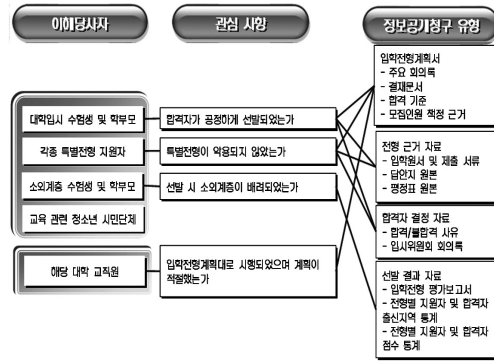 이해당사자
관심 사항
정보공개청구 유형
대학입시 수험생 및 학부모
각종 특별전형 지원자
소외계층 수험생 및 학부모
교육 관련 청소년 시민단체
해당 대학 교직원
합격자가 공정하게 선발되었는가
특별전형이 악용되지 않았는가
선발 시 소외계층이 배려되었는가
입학전형계획대로 시행되었으며 계획이
적절했는가
입학전형계획서
- 주요 회의록
- 결재문서
- 합격 기준
- 모집인원 책정 근거
전형 근거 자료
- 입학원서 및 제출 서류
- 답안지 원본
- 평정표 원본
합격자 결정 자료
- 합격/불합격 사유
- 입시위원회 회의록
선발 결과 자료
- 입학전형 평가보고서
- 전형별 지원자 및 합격자
출신지역 통계
- 전형별 지원자 및 합격자
점수 통계